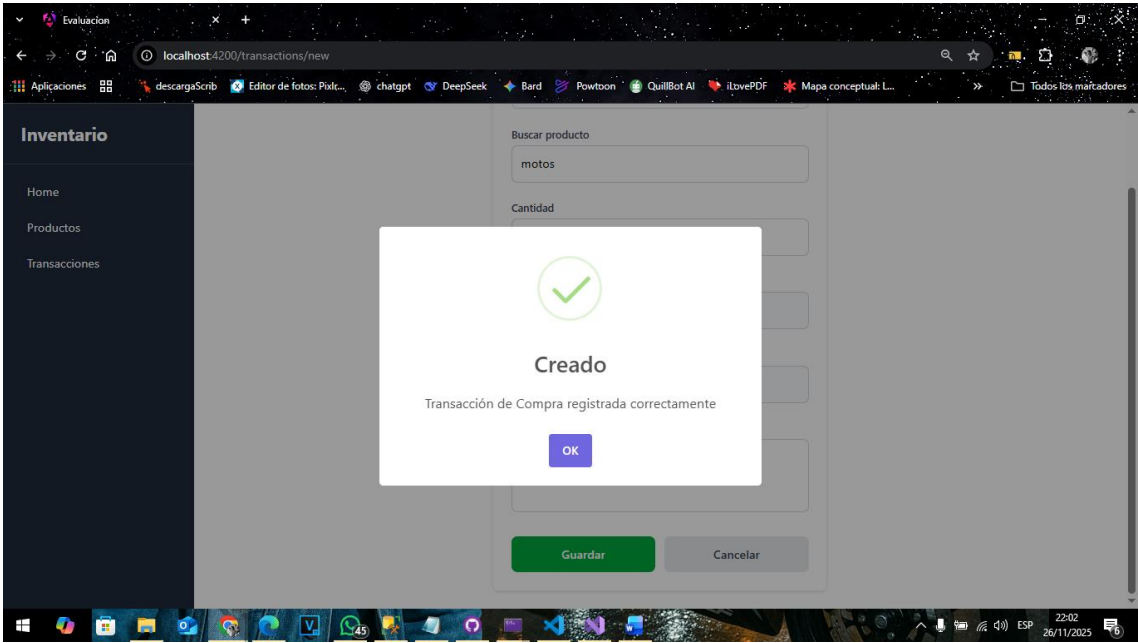 Evaluacion
localhost:4200/transactions/new
Aplicaciones
descargaScrib
Editor de fotos: Pixlr,...
chatgpt
DeepSeek
Bard
Powtoon
QuillBot AI
iLovePDF
Mapa conceptual: L...
»
Todos los marcadores
Inventario
Home
Productos
Transacciones
Buscar producto
motos
Cantidad
Creado
Transacción de Compra registrada correctamente
OK
Guardar
Cancelar
45
ESP
22:02
26/11/2025
6